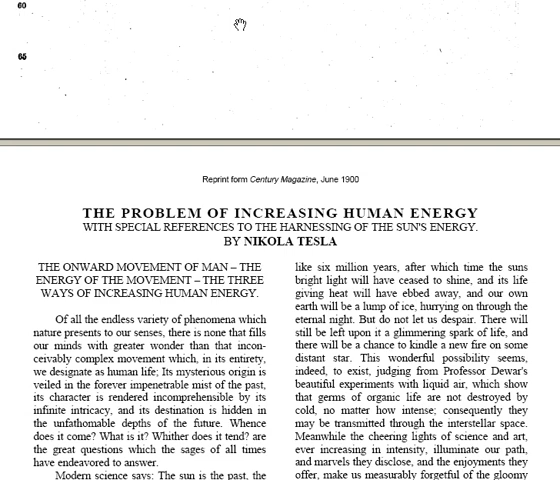 60
65
Reprint form Century Magazine, June 1900
THE PROBLEM OF INCREASING HUMAN ENERGY
WITH SPECIAL REFERENCES TO THE HARNESSING OF THE SUN'S ENERGY.
BY NIKOLA TESLA
THE ONWARD MOVEMENT OF MAN – THE
ENERGY OF THE MOVEMENT – THE THREE
WAYS OF INCREASING HUMAN ENERGY.
Of all the endless variety of phenomena which
nature presents to our senses, there is none that fills
our minds with greater wonder than that incon-
ceivably complex movement which, in its entirety,
we designate as human life; Its mysterious origin is
veiled in the forever impenetrable mist of the past,
its character is rendered incomprehensible by its
infinite intricacy, and its destination is hidden in
the unfathomable depths of the future. Whence
does it come? What is it? Whither does it tend? are
the great questions which the sages of all times
have endeavored to answer.
Modern science says: The sun is the past, the
like six million years, after which time the suns
bright light will have ceased to shine, and its life
giving heat will have ebbed away, and our own
earth will be a lump of ice, hurrying on through the
eternal night. But do not let us despair. There will
still be left upon it a glimmering spark of life, and
there will be a chance to kindle a new fire on some
distant star. This wonderful possibility seems,
indeed, to exist, judging from Professor Dewar's
beautiful experiments with liquid air, which show
that germs of organic life are not destroyed by
cold, no matter how intense; consequently they
may be transmitted through the interstellar space.
Meanwhile the cheering lights of science and art,
ever increasing in intensity, illuminate our path,
and marvels they disclose, and the enjoyments they
offer, make us measurably forgetful of the gloomy